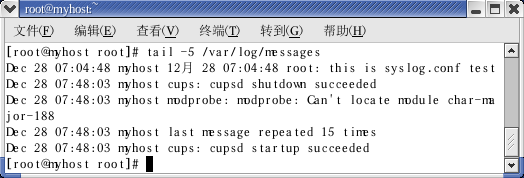 root@myhost:~
文件(F) 编辑(E) 查看(V) 终端(T) 转到(G) 帮助(H)
[root@myhost root]# tail -5 /var/log/messages
Dec 28 07:04:48 myhost 12月 28 07:04:48 root: this is syslog.conf test
Dec 28 07:48:03 myhost cups: cupsd shutdown succeeded
Dec 28 07:48:03 myhost modprobe: modprobe: Can't locate module char-ma
jor-188
Dec 28 07:48:03 myhost last message repeated 15 times
Dec 28 07:48:03 myhost cups: cupsd startup succeeded
[root@myhost root]#